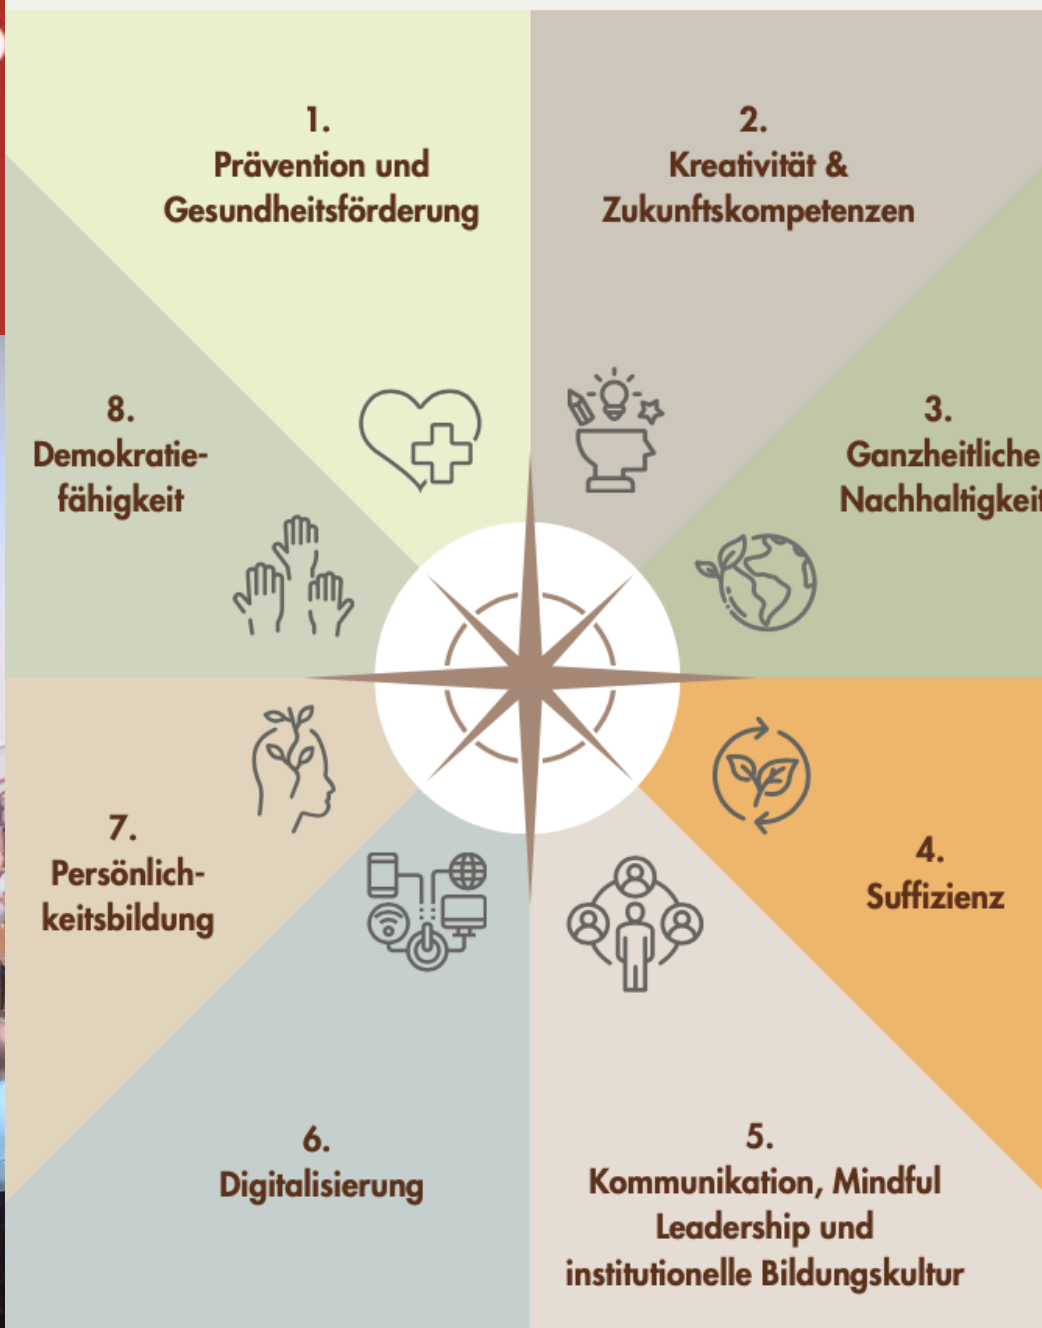 1.
Prävention und
Gesundheitsförderung
2.
Kreativität &
Zukunftskompetenzen
3.
Ganzheitliche
Nachhaltigkeit
4.
Suffizienz
5.
Kommunikation, Mindful
Leadership und
institutionelle Bildungskultur
6.
Digitalisierung
7.
Persönlich-
keitsbildung
8.
Demokratie-
fähigkeit